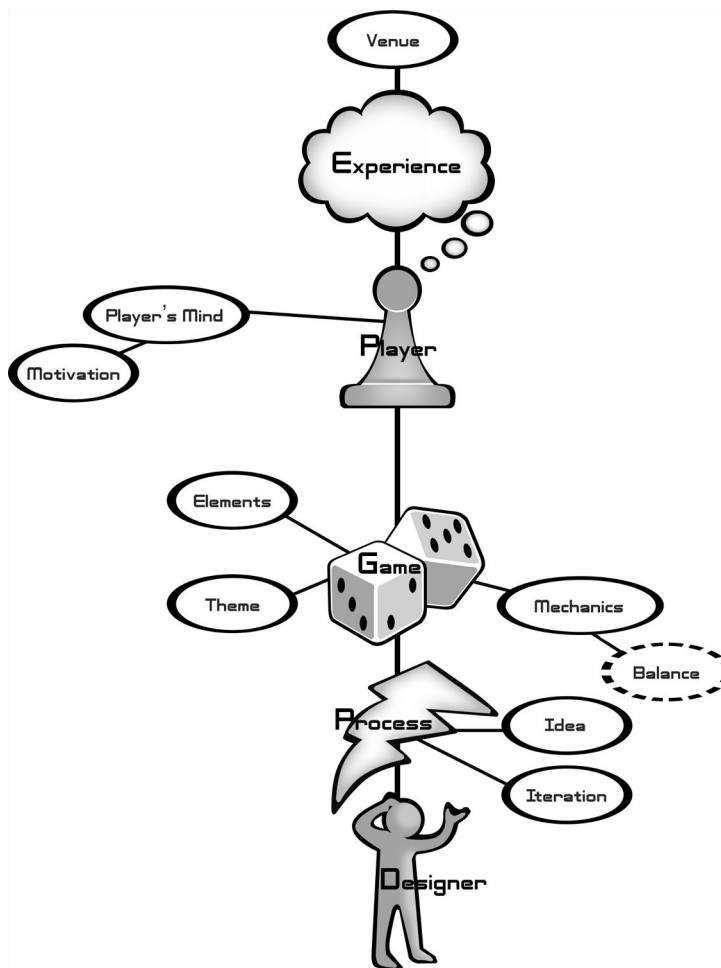 Venue
Experience
Player's Mind
Player
Motivation
Elements
Game
Theme
Mechanics
Balance
Process
Idea
Iteration
Designer